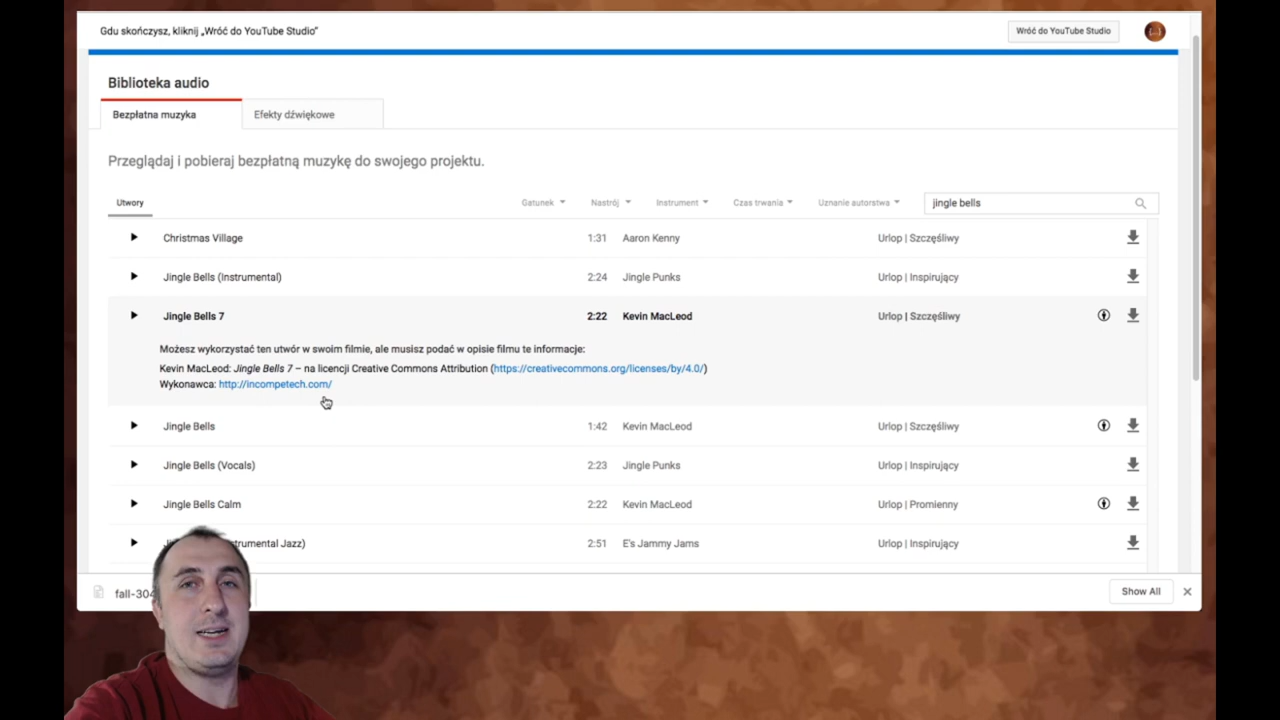 Gdu skończysz, kliknij „Wróć do YouTube Studio”
Wróć do YouTube Studio
Biblioteka audio
Bezpłatna muzyka
Efekty dźwiękowe
Przeglądaj i pobieraj bezpłatną muzykę do swojego projektu.
Utwory Gatunek Nastrój Instrument Czas trwania Uznanie autorstwa jingle bells
Christmas Village 1:31 Aaron Kenny Urlop | Szczęśliwy
Jingle Bells (Instrumental) 2:24 Jingle Punks Urlop | Inspirujący
Jingle Bells 7 2:22 Kevin MacLeod Urlop | Szczęśliwy
Możesz wykorzystać ten utwór w swoim filmie, ale musisz podać w opisie filmu te informacje:
Kevin MacLeod: Jingle Bells 7 – na licencji Creative Commons Attribution (https://creativecommons.org/licenses/by/4.0/)
Wykonawca: http://incompetech.com/
Jingle Bells 1:42 Kevin MacLeod Urlop | Szczęśliwy
Jingle Bells (Vocals) 2:23 Jingle Punks Urlop | Inspirujący
Jingle Bells Calm 2:22 Kevin MacLeod Urlop | Promienny
trumental Jazz) 2:51 E's Jammy Jams Urlop | Inspirujący
fall-304 Show All